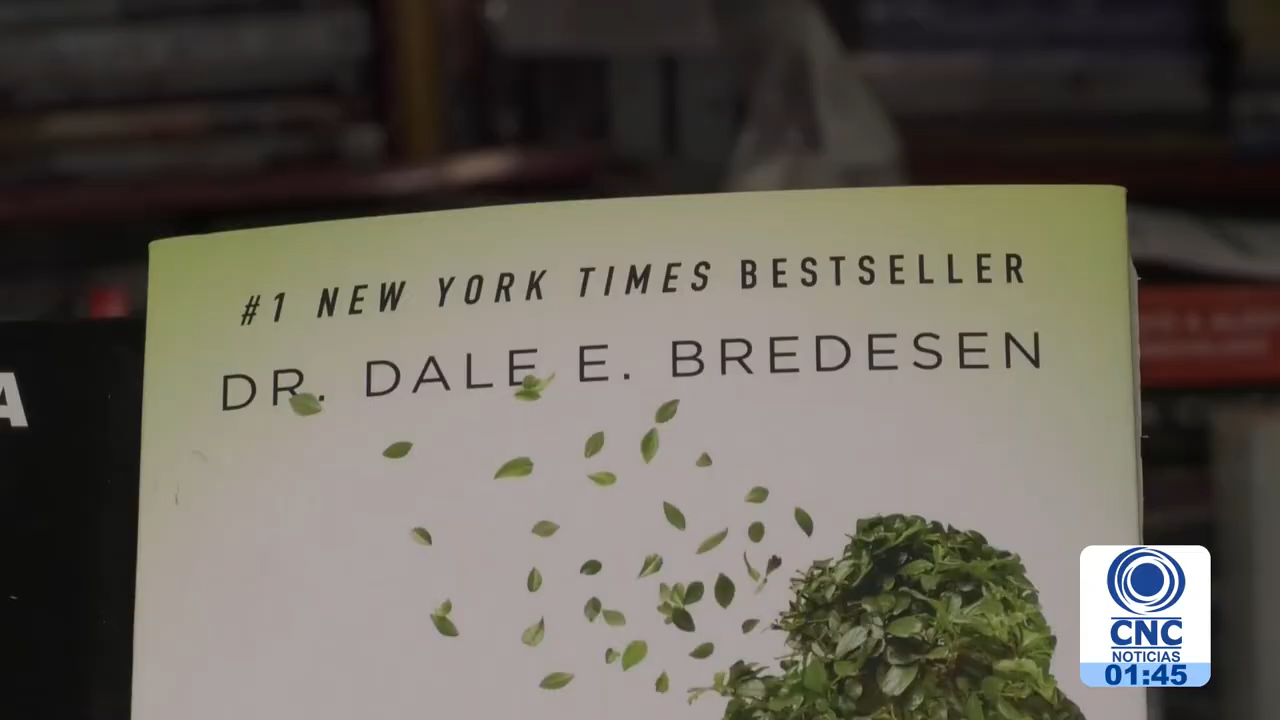 #1 NEW YORK TIMES BESTSELLER
DR. DALE E. BREDESEN
A
CNC
NOTICIAS
01:45